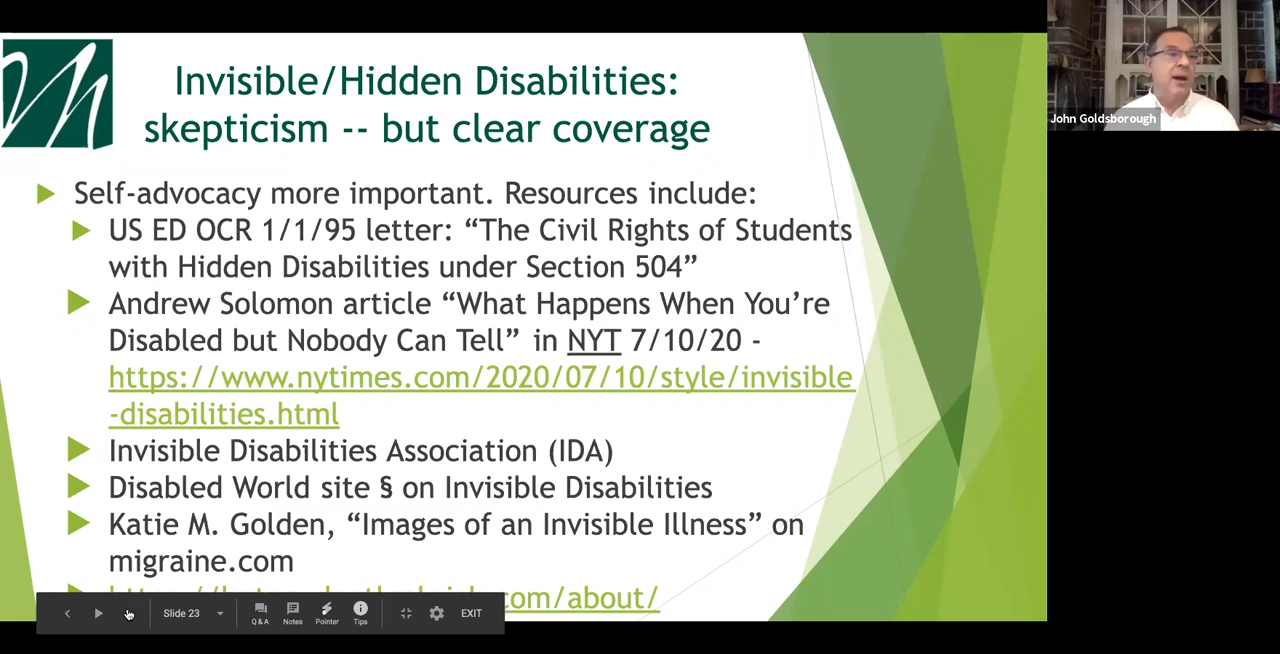 Invisible/Hidden Disabilities:
skepticism -- but clear coverage
Self-advocacy more important. Resources include:
US ED OCR 1/1/95 letter: “The Civil Rights of Students
with Hidden Disabilities under Section 504”
Andrew Solomon article “What Happens When You’re
Disabled but Nobody Can Tell” in NYT 7/10/20 -
https://www.nytimes.com/2020/07/10/style/invisible
-disabilities.html
Invisible Disabilities Association (IDA)
Disabled World site § on Invisible Disabilities
Katie M. Golden, “Images of an Invisible Illness” on
migraine.com
com/about/
Slide 23
Q & A
Notes
Pointer
Tips
EXIT
John Goldsborough